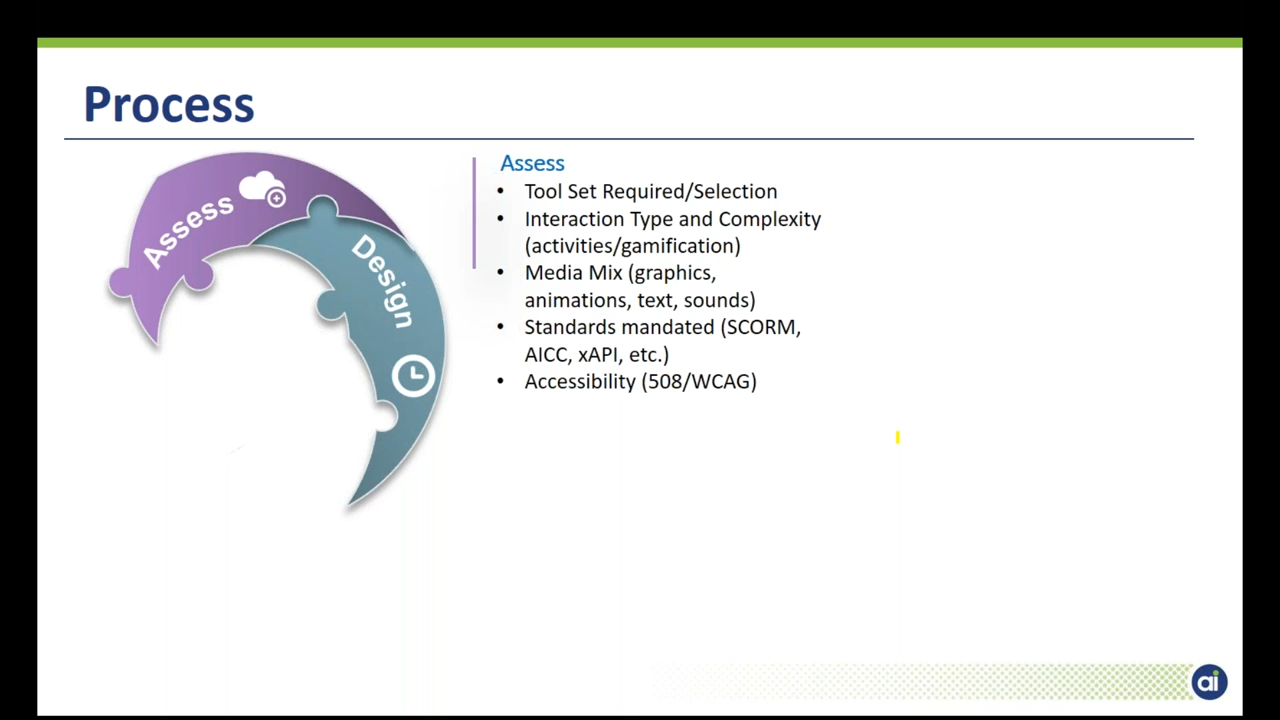 Process
Assess
Design
Assess
• Tool Set Required/Selection
• Interaction Type and Complexity
(activities/gamification)
• Media Mix (graphics,
animations, text, sounds)
• Standards mandated (SCORM,
AICC, xAPI, etc.)
• Accessibility (508/WCAG)
ai